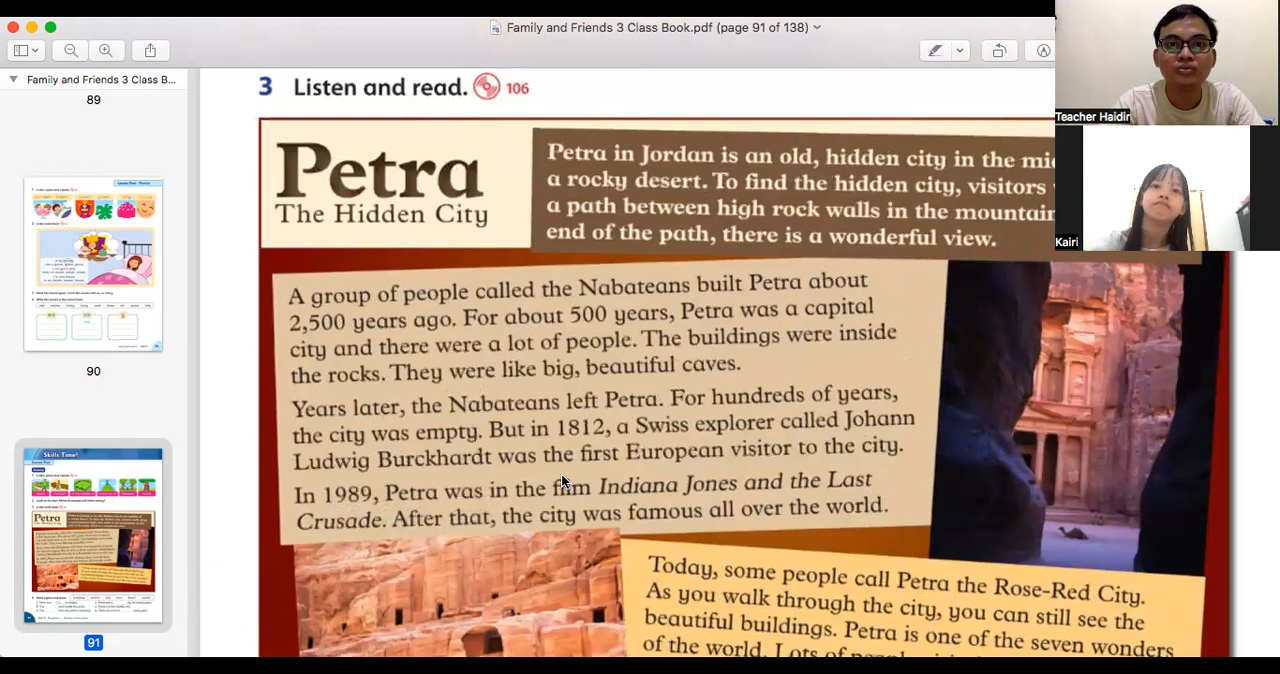 Family and Friends 3 Class Book.pdf (page 91 of 138)
Family and Friends 3 Class B...
89
90
91
3 Listen and read. 106
Petra
The Hidden City
Petra in Jordan is an old, hidden city in the
a rocky desert. To find the hidden city, visitors
a path between high rock walls in the
end of the path, there is a wonderful view.
A group of people called the Nabateans built Petra about
2,500 years ago. For about 500 years, Petra was a capital
city and there were a lot of people. The buildings were inside
the rocks. They were like big, beautiful caves.
Years later, the Nabateans left Petra. For hundreds of years,
the city was empty. But in 1812, a Swiss explorer called Johann
Ludwig Burckhardt was the first European visitor to the city.
In 1989, Petra was in the film Indiana Jones and the Last
Crusade. After that, the city was famous all over the world.
Today, some people call Petra the Rose-Red City.
As you walk through the city, you can still see the
beautiful buildings. Petra is one of the seven wonders
of the world. Lots of
Teacher Haidir
Kairi
Skills Time!
Petra